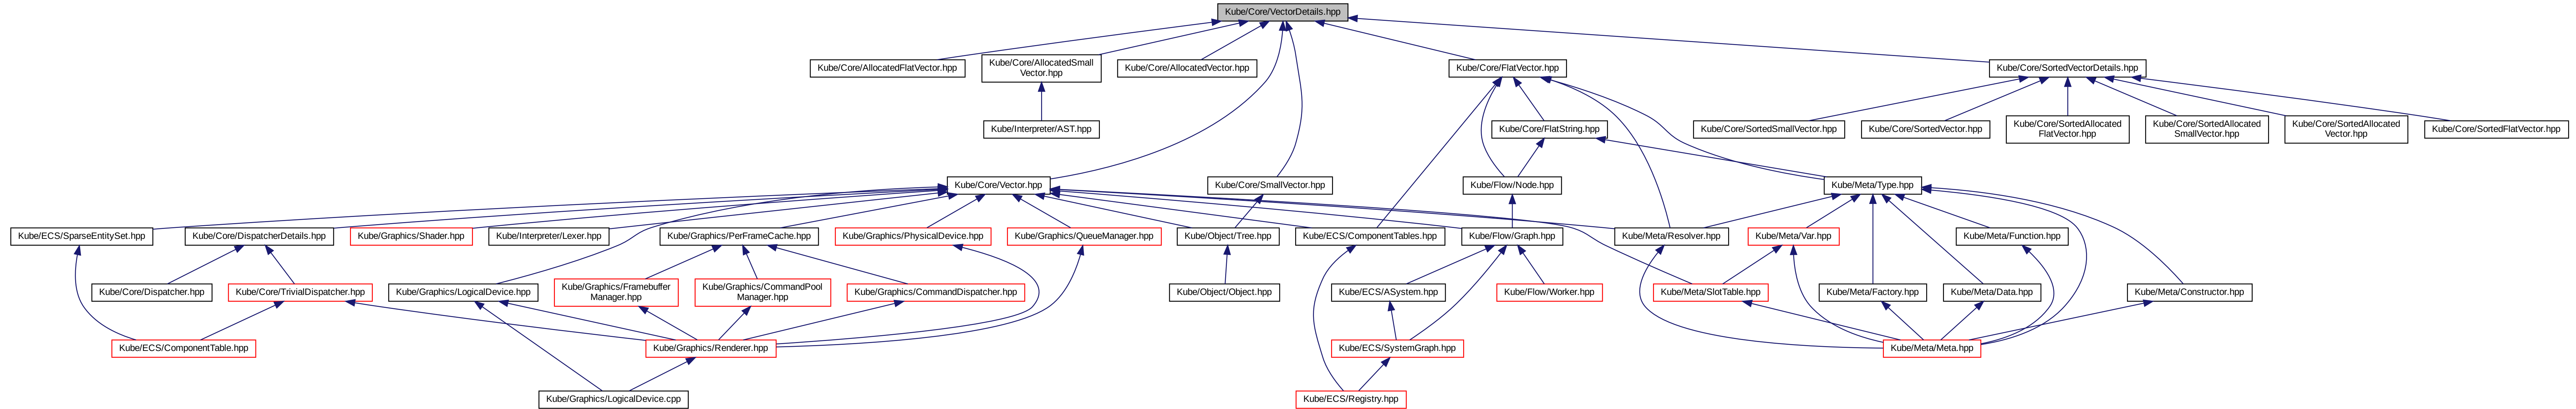 Kube/Core/VectorDetails.hpp
Kube/Core/AllocatedFlatVector.hpp
Kube/Core/AllocatedSmall
Vector.hpp
Kube/Core/AllocatedVector.hpp
Kube/Core/FlatVector.hpp
Kube/Core/SortedVectorDetails.hpp
Kube/Interpreter/AST.hpp
Kube/Core/FlatString.hpp
Kube/Core/SortedSmallVector.hpp
Kube/Core/SortedVector.hpp
Kube/Core/SortedAllocated
FlatVector.hpp
Kube/Core/SortedAllocated
SmallVector.hpp
Kube/Core/SortedAllocated
Vector.hpp
Kube/Core/SortedFlatVector.hpp
Kube/Core/Vector.hpp
Kube/Core/SmallVector.hpp
Kube/Flow/Node.hpp
Kube/Meta/Type.hpp
Kube/ECS/SparseEntitySet.hpp
Kube/Core/DispatcherDetails.hpp
Kube/Graphics/Shader.hpp
Kube/Interpreter/Lexer.hpp
Kube/Graphics/PerFrameCache.hpp
Kube/Graphics/PhysicalDevice.hpp
Kube/Graphics/QueueManager.hpp
Kube/Object/Tree.hpp
Kube/ECS/ComponentTables.hpp
Kube/Flow/Graph.hpp
Kube/Meta/Resolver.hpp
Kube/Meta/Var.hpp
Kube/Meta/Function.hpp
Kube/Core/Dispatcher.hpp
Kube/Core/TrivialDispatcher.hpp
Kube/Graphics/LogicalDevice.hpp
Kube/Graphics/Framebuffer
Manager.hpp
Kube/Graphics/CommandPool
Manager.hpp
Kube/Graphics/CommandDispatcher.hpp
Kube/Object/Object.hpp
Kube/ECS/ASystem.hpp
Kube/Flow/Worker.hpp
Kube/Meta/SlotTable.hpp
Kube/Meta/Factory.hpp
Kube/Meta/Data.hpp
Kube/Meta/Constructor.hpp
Kube/ECS/ComponentTable.hpp
Kube/Graphics/Renderer.hpp
Kube/ECS/SystemGraph.hpp
Kube/Meta/Meta.hpp
Kube/Graphics/LogicalDevice.cpp
Kube/ECS/Registry.hpp